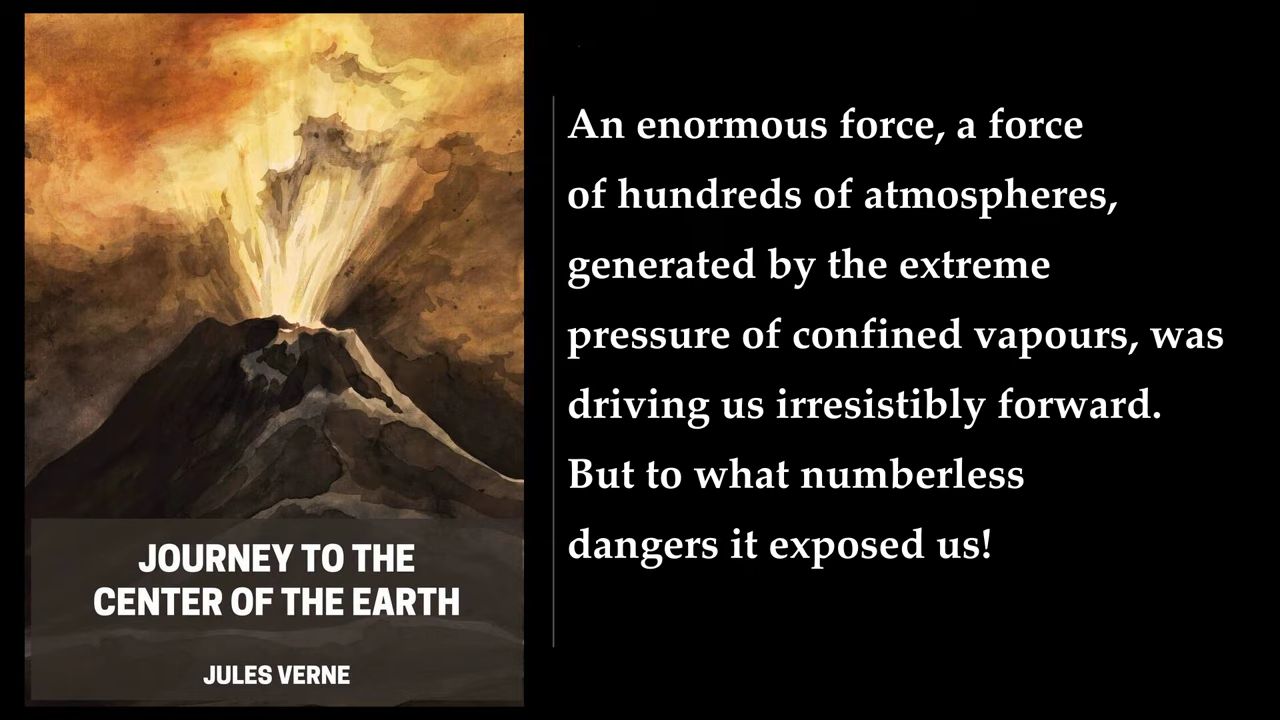 JOURNEY TO THE
CENTER OF THE EARTH
JULES VERNE
An enormous force, a force
of hundreds of atmospheres,
generated by the extreme
pressure of confined vapours, was
driving us irresistibly forward.
But to what numberless
dangers it exposed us!